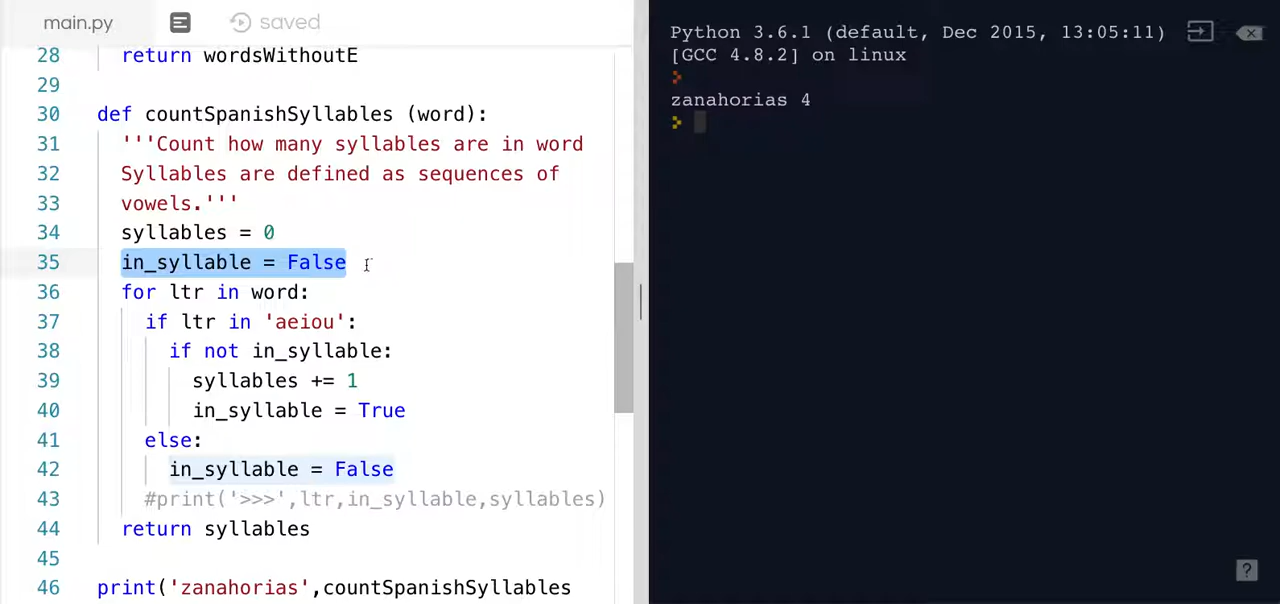 main.py saved
28 return wordsWithoutE
29
30 def countSpanishSyllables (word):
31 '''Count how many syllables are in word
32 Syllables are defined as sequences of
33 vowels.'''
34 syllables = 0
35 in_syllable = False
36 for ltr in word:
37 if ltr in 'aeiou':
38 if not in_syllable:
39 syllables += 1
40 in_syllable = True
41 else:
42 in_syllable = False
43 #print('>>>',ltr,in_syllable,syllables)
44 return syllables
45
46 print('zanahorias',countSpanishSyllables
Python 3.6.1 (default, Dec 2015, 13:05:11)
[GCC 4.8.2] on linux
zanahorias 4
?